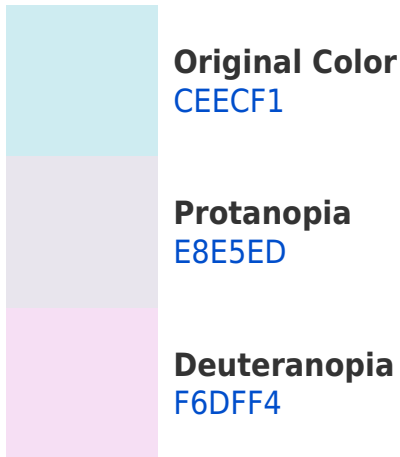 Original Color
CEECF1
Protanopia
E8E5ED
Deuteranopia
F6DFF4